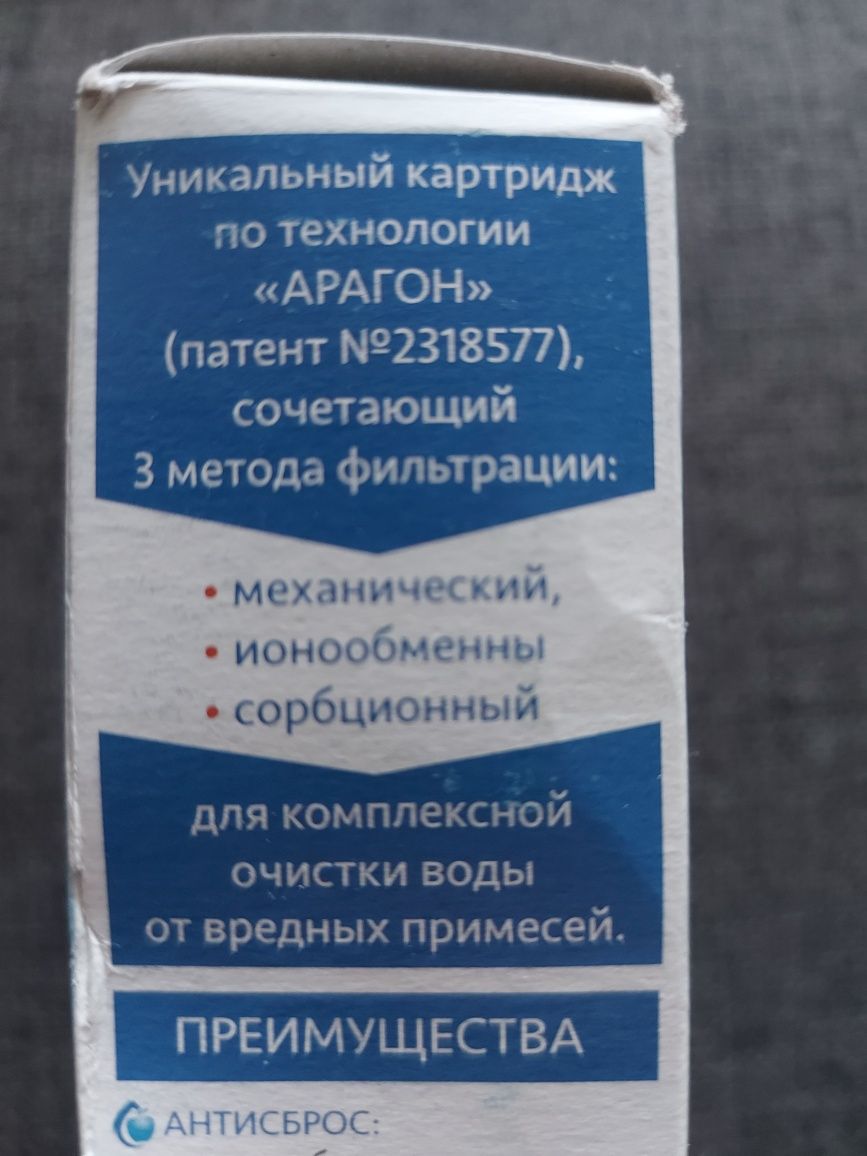 Уникальный картридж
по технологии
«АРАГОН»
(патент №2318577),
сочетающий
3 метода фильтрации:
• механический,
• ионообменны
• сорбционный
для комплексной
очистки воды
от вредных примесей.
ПРЕИМУЩЕСТВА
АНТИСБРОС: